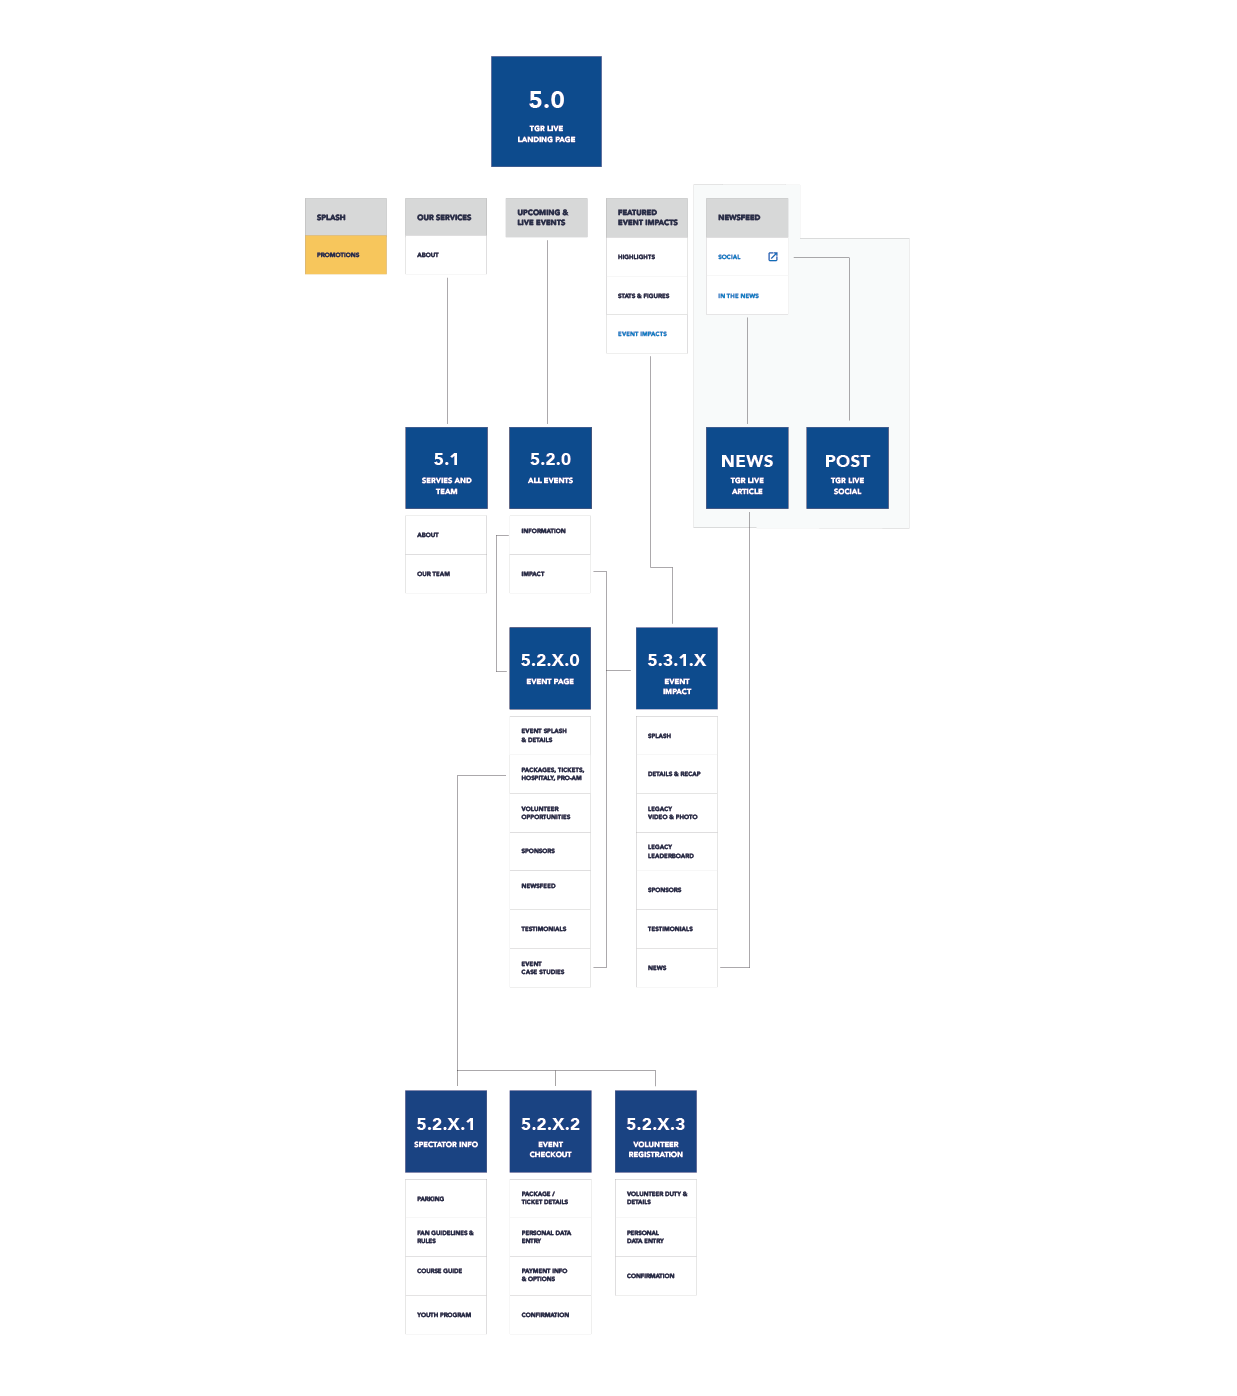 5.0
TGR LIVE
LANDING PAGE
SPLASH
PROMOTIONS
OUR SERVICES
ABOUT
UPCOMING &
LIVE EVENTS
FEATURED
EVENT IMPACTS
HIGHLIGHTS
STATS & FIGURES
EVENT IMPACTS
NEWSFEED
SOCIAL
IN THE NEWS
5.1
SERVIES AND
TEAM
ABOUT
OUR TEAM
5.2.0
ALL EVENTS
INFORMATION
IMPACT
NEWS
TGR LIVE
ARTICLE
POST
TGR LIVE
SOCIAL
5.2.X.0
EVENT PAGE
EVENT SPLASH
& DETAILS
PACKAGES, TICKETS,
HOSPITALY, PRO-AM
VOLUNTEER
OPPORTUNITIES
SPONSORS
NEWSFEED
TESTIMONIALS
EVENT
CASE STUDIES
5.3.1.X
EVENT
IMPACT
SPLASH
DETAILS & RECAP
LEGACY
VIDEO & PHOTO
LEGACY
LEADERBOARD
SPONSORS
TESTIMONIALS
NEWS
5.2.X.1
SPECTATOR INFO
PARKING
FAN GUIDELINES &
RULES
COURSE GUIDE
YOUTH PROGRAM
5.2.X.2
EVENT
CHECKOUT
PACKAGE /
TICKET DETAILS
PERSONAL DATA
ENTRY
PAYMENT INFO
& OPTIONS
CONFIRMATION
5.2.X.3
VOLUNTEER
REGISTRATION
VOLUNTEER DUTY &
DETAILS
PERSONAL
DATA ENTRY
CONFIRMATION